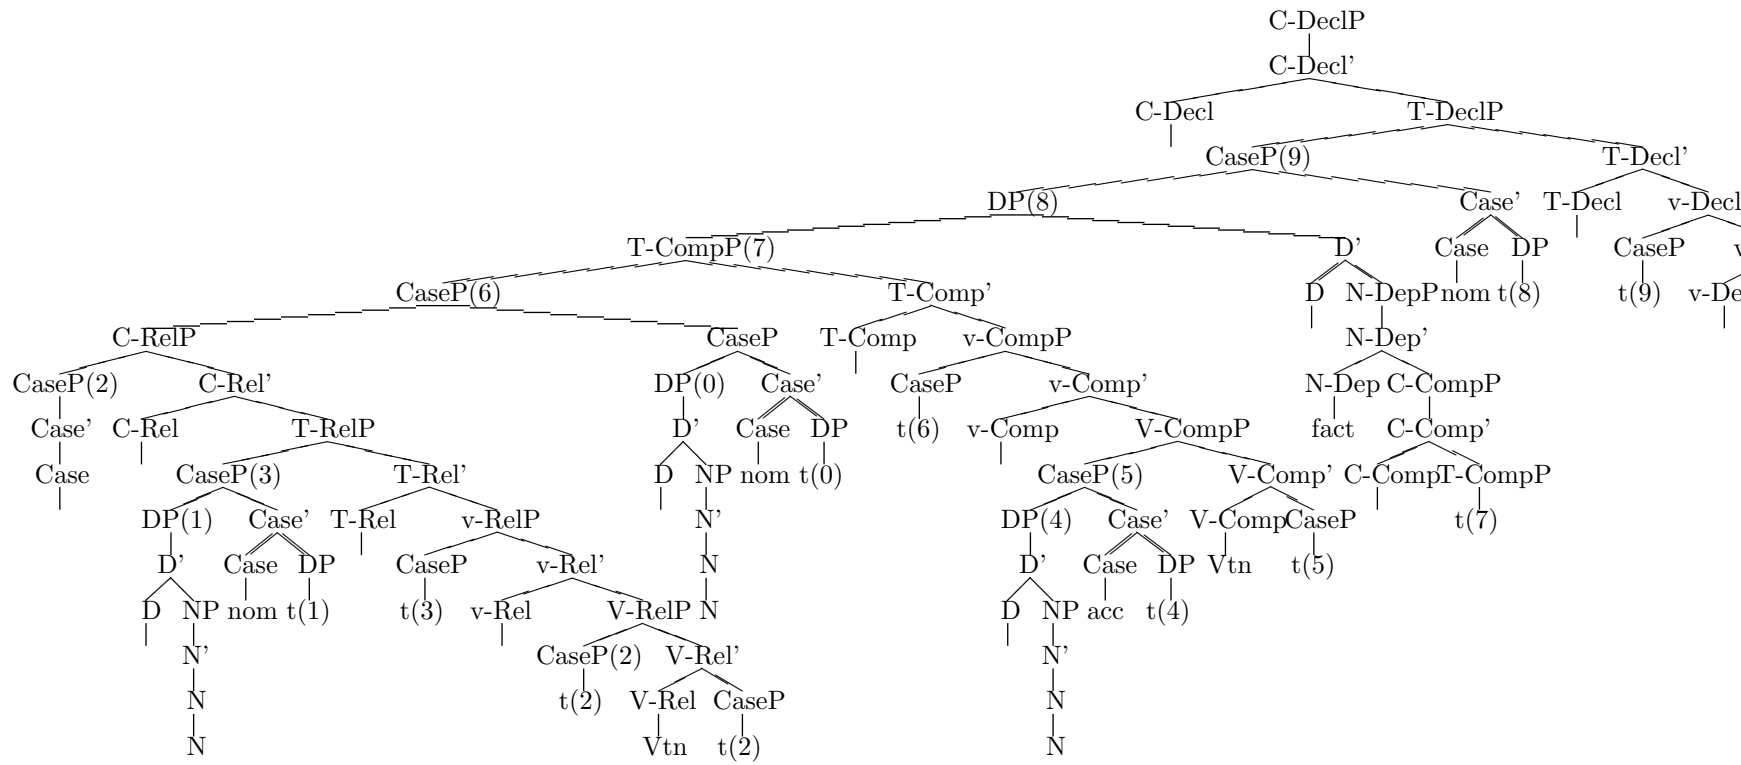 C-DeclP
C-Decl'
C-Decl T-DeclP
CaseP(9) T-Decl'
DP(8) Case' T-Decl v-Decl
T-CompP(7) D' Case DP CaseP v
CaseP(6) T-Comp' D N-DepP nom t(8) t(9) v-De
C-RelP CaseP T-Comp v-CompP N-Dep'
CaseP(2) C-Rel' DP(0) Case' CaseP v-Comp' N-Dep C-CompP
Case' C-Rel T-RelP D' Case DP t(6) v-Comp V-CompP fact C-Comp'
Case CaseP(3) T-Rel' D NP nom t(0) CaseP(5) V-Comp' C-Comp T-CompP
DP(1) Case' T-Rel v-RelP N' DP(4) Case' V-Comp CaseP t(7)
D' Case DP CaseP v-Rel' N D' Case DP Vtn t(5)
D NP nom t(1) t(3) v-Rel V-RelP N D NP acc t(4)
N' CaseP(2) V-Rel' N'
N t(2) V-Rel CaseP N
N Vtn t(2) N